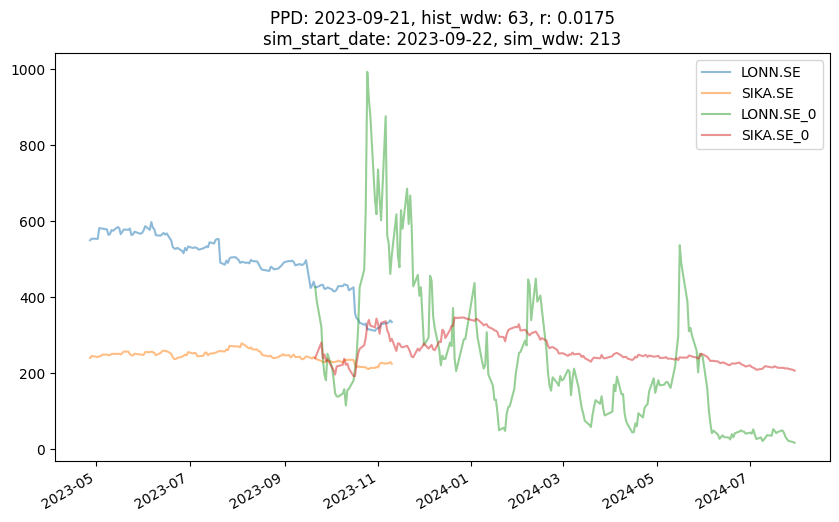 PPD: 2023-09-21, hist_wdw: 63, r: 0.0175
sim_start_date: 2023-09-22, sim_wdw: 213
LONN.SE
SIKA.SE
LONN.SE_0
SIKA.SE_0
1000
800
600
400
200
0
2023-05
2023-07
2023-09
2023-11
2024-01
2024-03
2024-05
2024-07